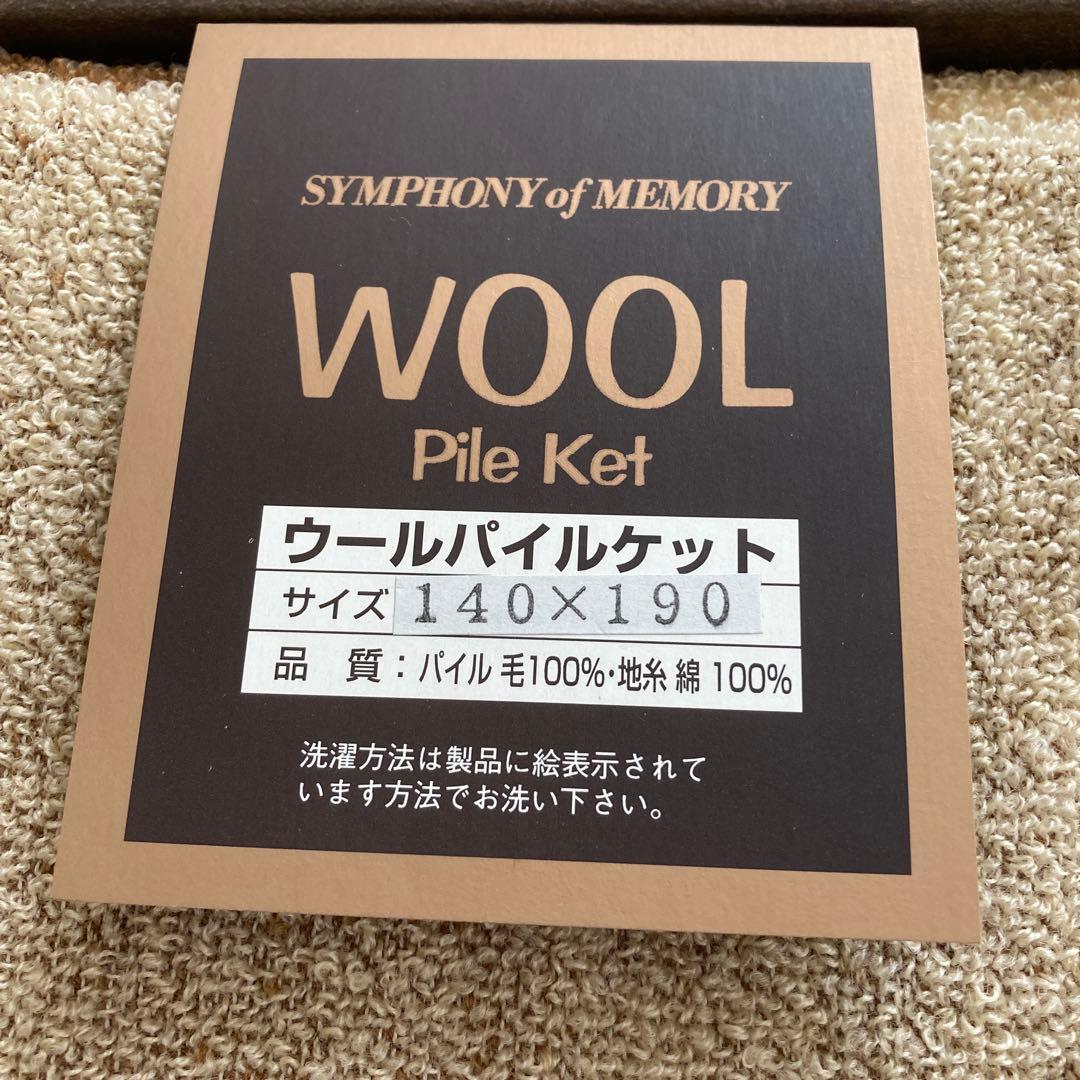 SYMPHONY of MEMORY
WOOL
Pile Ket
ウールパイルケット
サイズ 140×190
品 質：パイル 毛100%・地糸 綿 100%
洗濯方法は製品に絵表示されて
います方法でお洗い下さい。